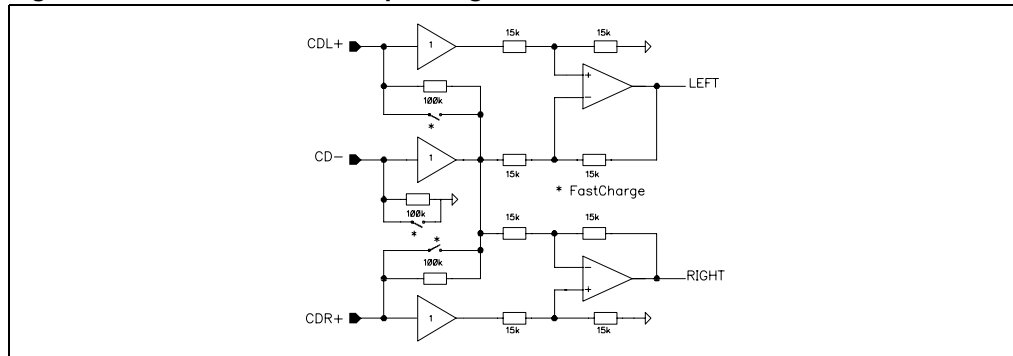 CDL+
1
15k
15k
+
−
LEFT
100k
*
CD−
1
15k
15k
* FastCharge
100k
*
*
15k
15k
100k
−
+
RIGHT
CDR+
1
15k
15k